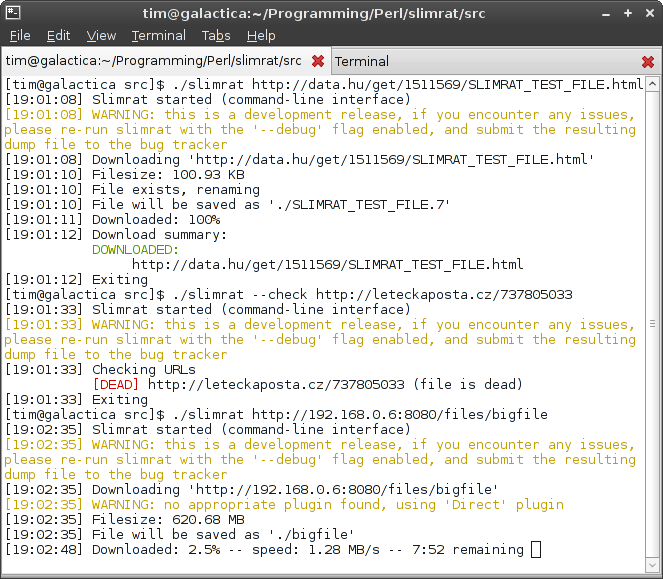 tim@galactica:~/Programming/Perl/slimrat/src
File Edit View Terminal Tabs Help
tim@galactica:~/Programming/Perl/slimrat/src Terminal
[tim@galactica src]$ ./slimrat http://data.hu/get/1511569/SLIMRAT_TEST_FILE.html
[19:01:08] Slimrat started (command-line interface)
[19:01:08] WARNING: this is a development release, if you encounter any issues,
please re-run slimrat with the '--debug' flag enabled, and submit the resulting
dump file to the bug tracker
[19:01:08] Downloading 'http://data.hu/get/1511569/SLIMRAT_TEST_FILE.html'
[19:01:10] Filesize: 100.93 KB
[19:01:10] File exists, renaming
[19:01:10] File will be saved as './SLIMRAT_TEST_FILE.7'
[19:01:11] Downloaded: 100%
[19:01:12] Download summary:
DOWNLOADED:
http://data.hu/get/1511569/SLIMRAT_TEST_FILE.html
[19:01:12] Exiting
[tim@galactica src]$ ./slimrat --check http://leteckaposta.cz/737805033
[19:01:33] Slimrat started (command-line interface)
[19:01:33] WARNING: this is a development release, if you encounter any issues,
please re-run slimrat with the '--debug' flag enabled, and submit the resulting
dump file to the bug tracker
[19:01:33] Checking URLs
[DEAD] http://leteckaposta.cz/737805033 (file is dead)
[19:01:33] Exiting
[tim@galactica src]$ ./slimrat http://192.168.0.6:8080/files/bigfile
[19:02:35] Slimrat started (command-line interface)
[19:02:35] WARNING: this is a development release, if you encounter any issues,
please re-run slimrat with the '--debug' flag enabled, and submit the resulting
dump file to the bug tracker
[19:02:35] Downloading 'http://192.168.0.6:8080/files/bigfile'
[19:02:35] WARNING: no appropriate plugin found, using 'Direct' plugin
[19:02:35] Filesize: 620.68 MB
[19:02:35] File will be saved as './bigfile'
[19:02:48] Downloaded: 2.5% -- speed: 1.28 MB/s -- 7:52 remaining